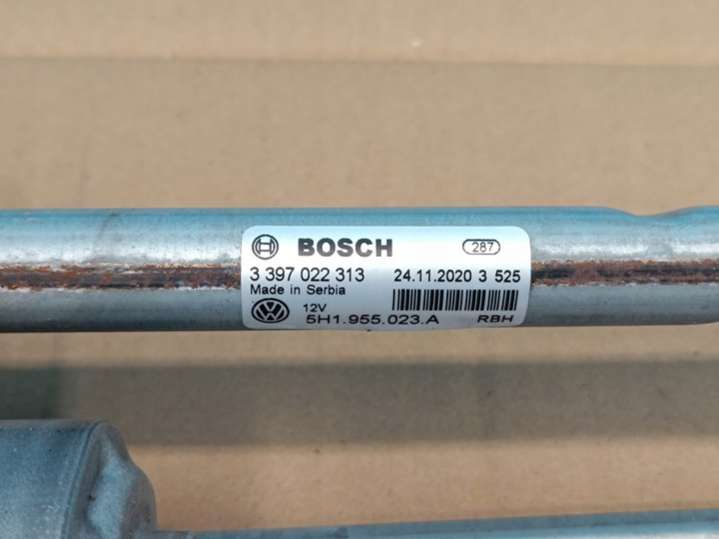 BOSCH 287
3 397 022 313 24.11.2020 3 525
Made in Serbia
12V
5H1.955.023.A RBH